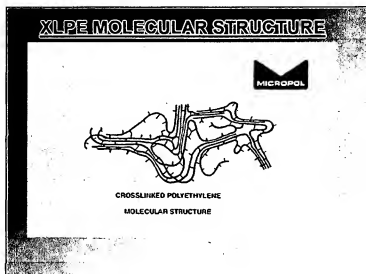 XLPE MOLECULAR STRUCTURE
MICROPOL
CROSSLINKED POLYETHYLENE
MOLECULAR STRUCTURE